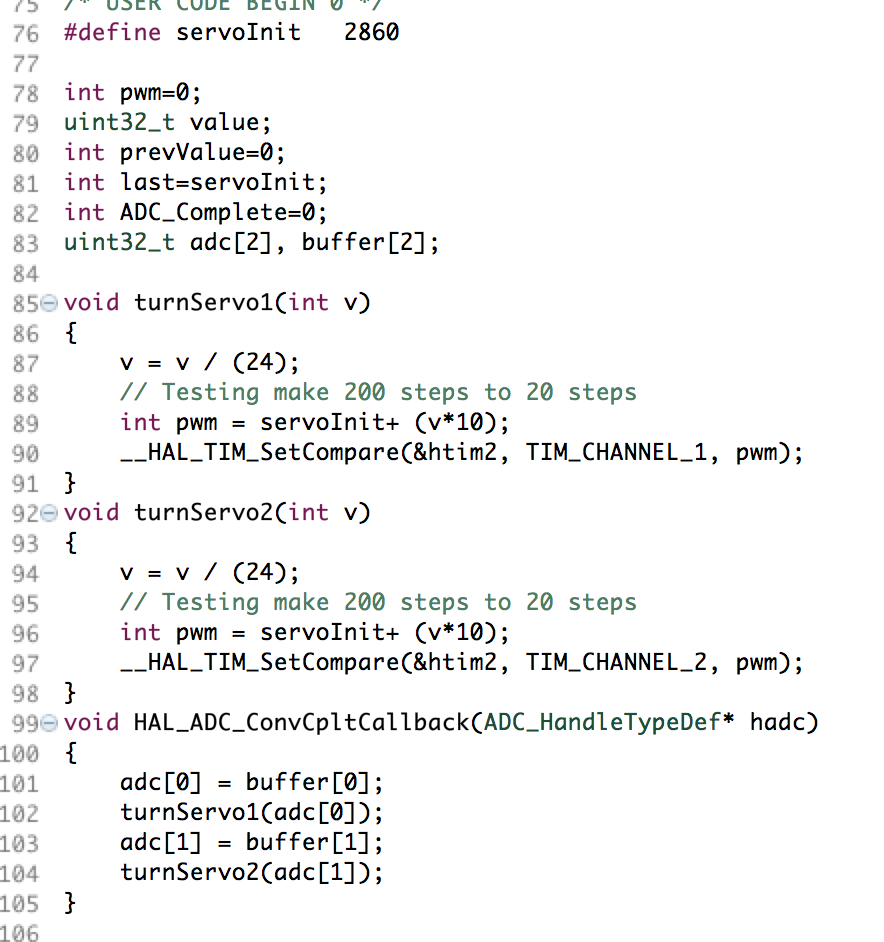 75 /* USER CODE BEGIN 0 */
76 #define servoInit   2860
77
78 int pwm=0;
79 uint32_t value;
80 int prevValue=0;
81 int last=servoInit;
82 int ADC_Complete=0;
83 uint32_t adc[2], buffer[2];
84
85 void turnServo1(int v)
86 {
87     v = v / (24);
88     // Testing make 200 steps to 20 steps
89     int pwm = servoInit+ (v*10);
90     __HAL_TIM_SetCompare(&htim2, TIM_CHANNEL_1, pwm);
91 }
92 void turnServo2(int v)
93 {
94     v = v / (24);
95     // Testing make 200 steps to 20 steps
96     int pwm = servoInit+ (v*10);
97     __HAL_TIM_SetCompare(&htim2, TIM_CHANNEL_2, pwm);
98 }
99 void HAL_ADC_ConvCpltCallback(ADC_HandleTypeDef* hadc)
100 {
101     adc[0] = buffer[0];
102     turnServo1(adc[0]);
103     adc[1] = buffer[1];
104     turnServo2(adc[1]);
105 }
106